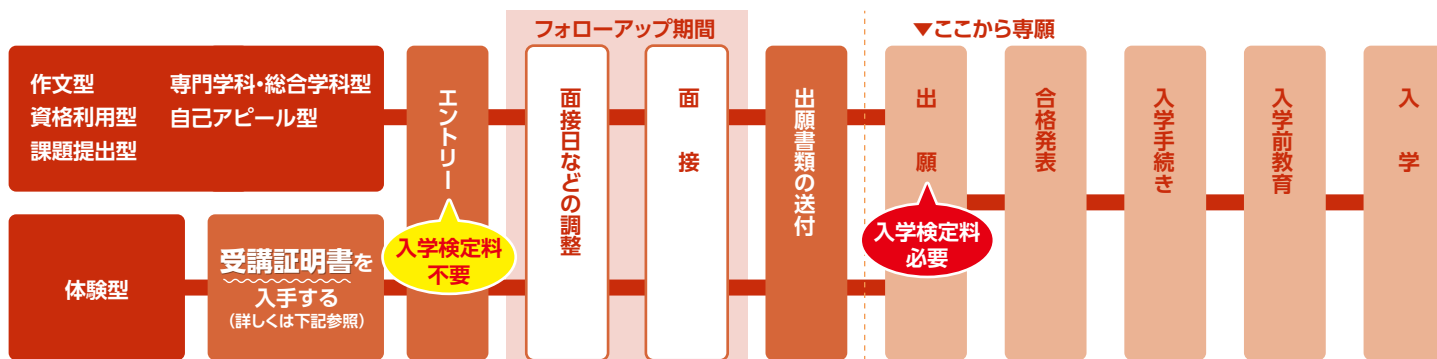 フォローアップ期間
▼ここから専願
作文型
専門学科・総合学科型
資格利用型
自己アピール型
課題提出型
体験型
受講証明書を
入手する
(詳しくは下記参照)
エントリー
入学検定料
不要
面接日などの調整
面接
出願書類の送付
出願
入学検定料
必要
合格発表
入学手続き
入学前教育
入学